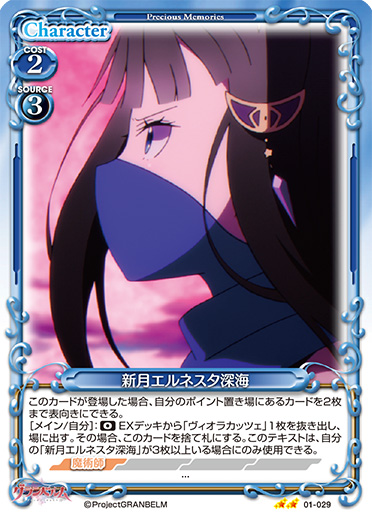 Precious Memories
Character
COST
2
SOURCE
3
新月エルネスタ深海
このカードが登場した場合、自分のポイント置き場にあるカードを2枚
まで表向きにできる。
[メイン/自分]:0 EXデッキから「ヴィオラカッツェ」1枚を抜き出し、
場に出す。その場合、このカードを捨て札にする。このテキストは、自分
の「新月エルネスタ深海」が3枚以上いる場合にのみ使用できる。
魔術師
...
グランベルム
01-029
©ProjectGRANBELM